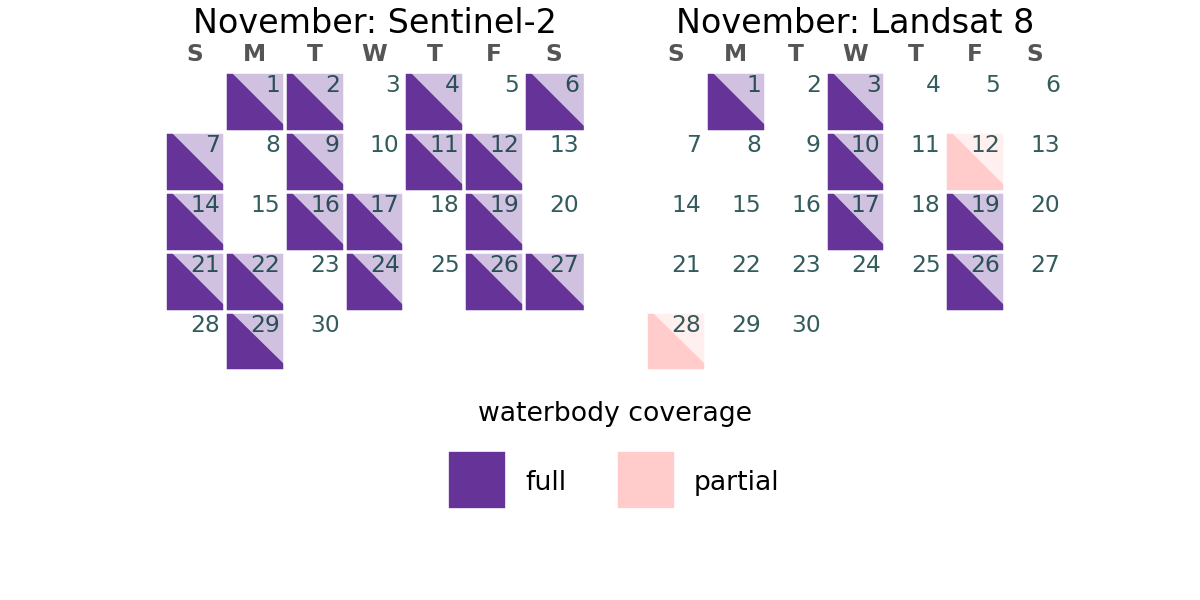 November: Sentinel-2
S M T W T F S
1 2 3 4 5 6
7 8 9 10 11 12 13
14 15 16 17 18 19 20
21 22 23 24 25 26 27
28 29 30
November: Landsat 8
S M T W T F S
1 2 3 4 5 6
7 8 9 10 11 12 13
14 15 16 17 18 19 20
21 22 23 24 25 26 27
28 29 30
waterbody coverage
full partial